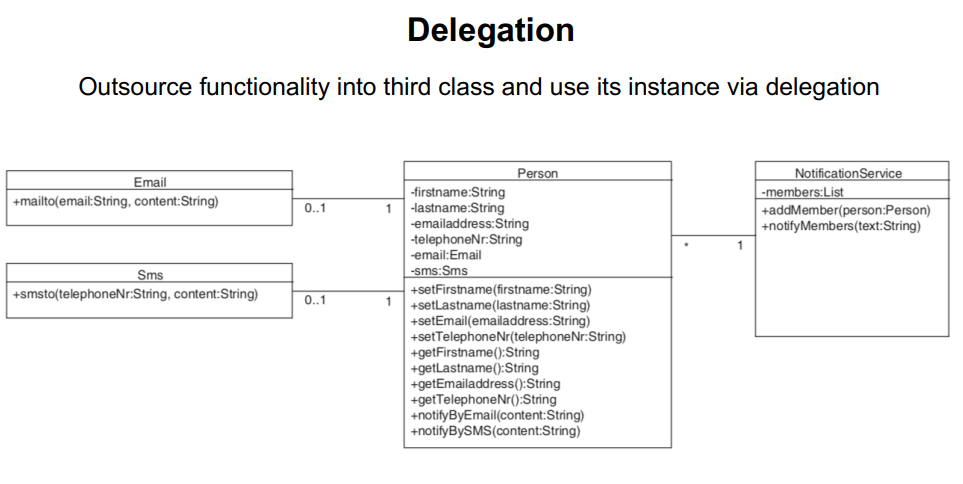 Delegation
Outsource functionality into third class and use its instance via delegation
Email
+mailto(email:String, content:String)
0..1
1
Sms
+smsto(telephoneNr:String, content:String)
0..1
1
Person
-firstname:String
-lastname:String
-emailaddress:String
-telephoneNr:String
-email:Email
-sms:Sms
+setFirstname(firstname:String)
+setLastname(lastname:String)
+setEmail(emailaddress:String)
+setTelephoneNr(telephoneNr:String)
+getFirstname():String
+getLastname():String
+getEmailaddress():String
+getTelephoneNr():String
+notifyByEmail(content:String)
+notifyBySMS(content:String)
*
1
NotificationService
-members:List
+addMember(person:Person)
+notifyMembers(text:String)